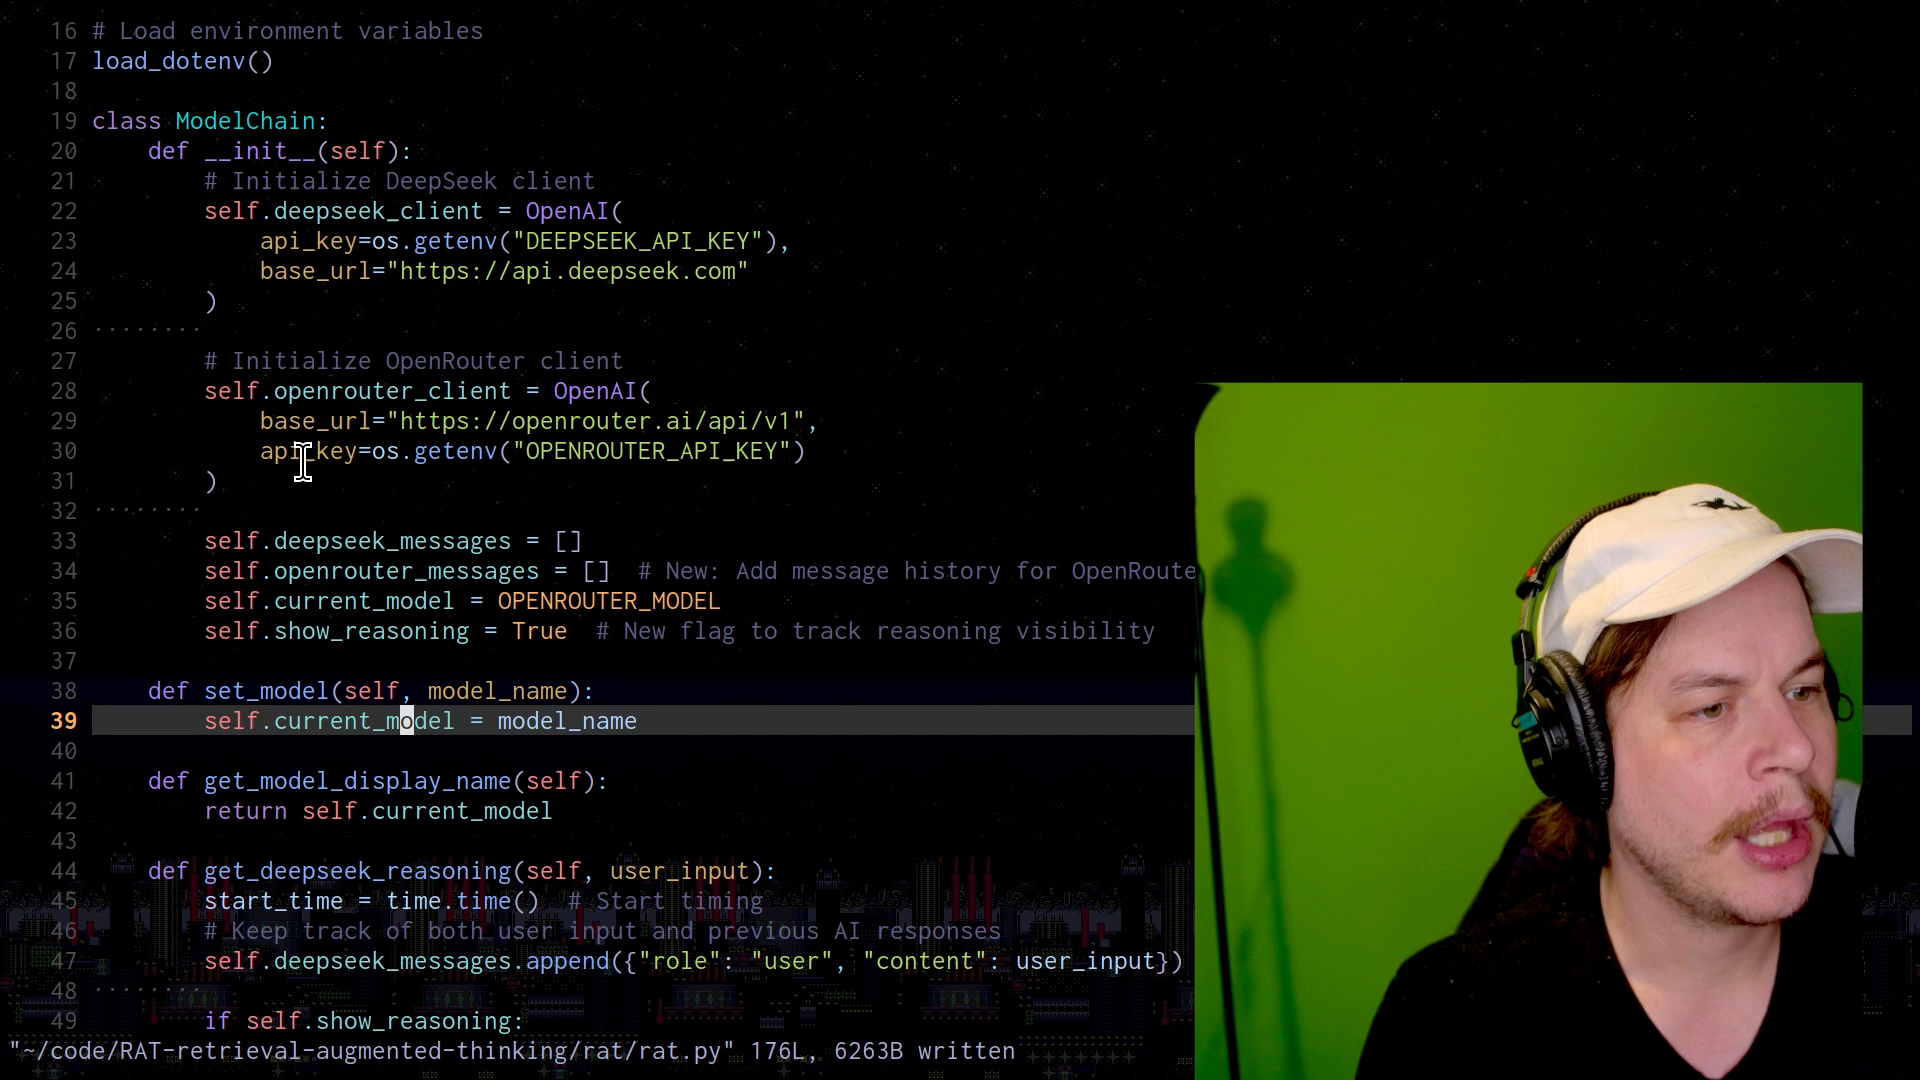 16 # Load environment variables
17 load_dotenv()
18
19 class ModelChain:
20 def __init__(self):
21 # Initialize DeepSeek client
22 self.deepseek_client = OpenAI(
23 api_key=os.getenv("DEEPSEEK_API_KEY"),
24 base_url="https://api.deepseek.com"
25 )
26 ········
27 # Initialize OpenRouter client
28 self.openrouter_client = OpenAI(
29 base_url="https://openrouter.ai/api/v1",
30 api_key=os.getenv("OPENROUTER_API_KEY")
31 )
32 ········
33 self.deepseek_messages = []
34 self.openrouter_messages = [] # New: Add message history for OpenRoute
35 self.current_model = OPENROUTER_MODEL
36 self.show_reasoning = True # New flag to track reasoning visibility
37
38 def set_model(self, model_name):
39 self.current_model = model_name
40
41 def get_model_display_name(self):
42 return self.current_model
43
44 def get_deepseek_reasoning(self, user_input):
45 start_time = time.time() # Start timing
46 # Keep track of both user input and previous AI responses
47 self.deepseek_messages.append({"role": "user", "content": user_input})
48 ········
49 if self.show_reasoning:
"~/code/RAT-retrieval-augmented-thinking/rat/rat.py" 176L, 6263B written